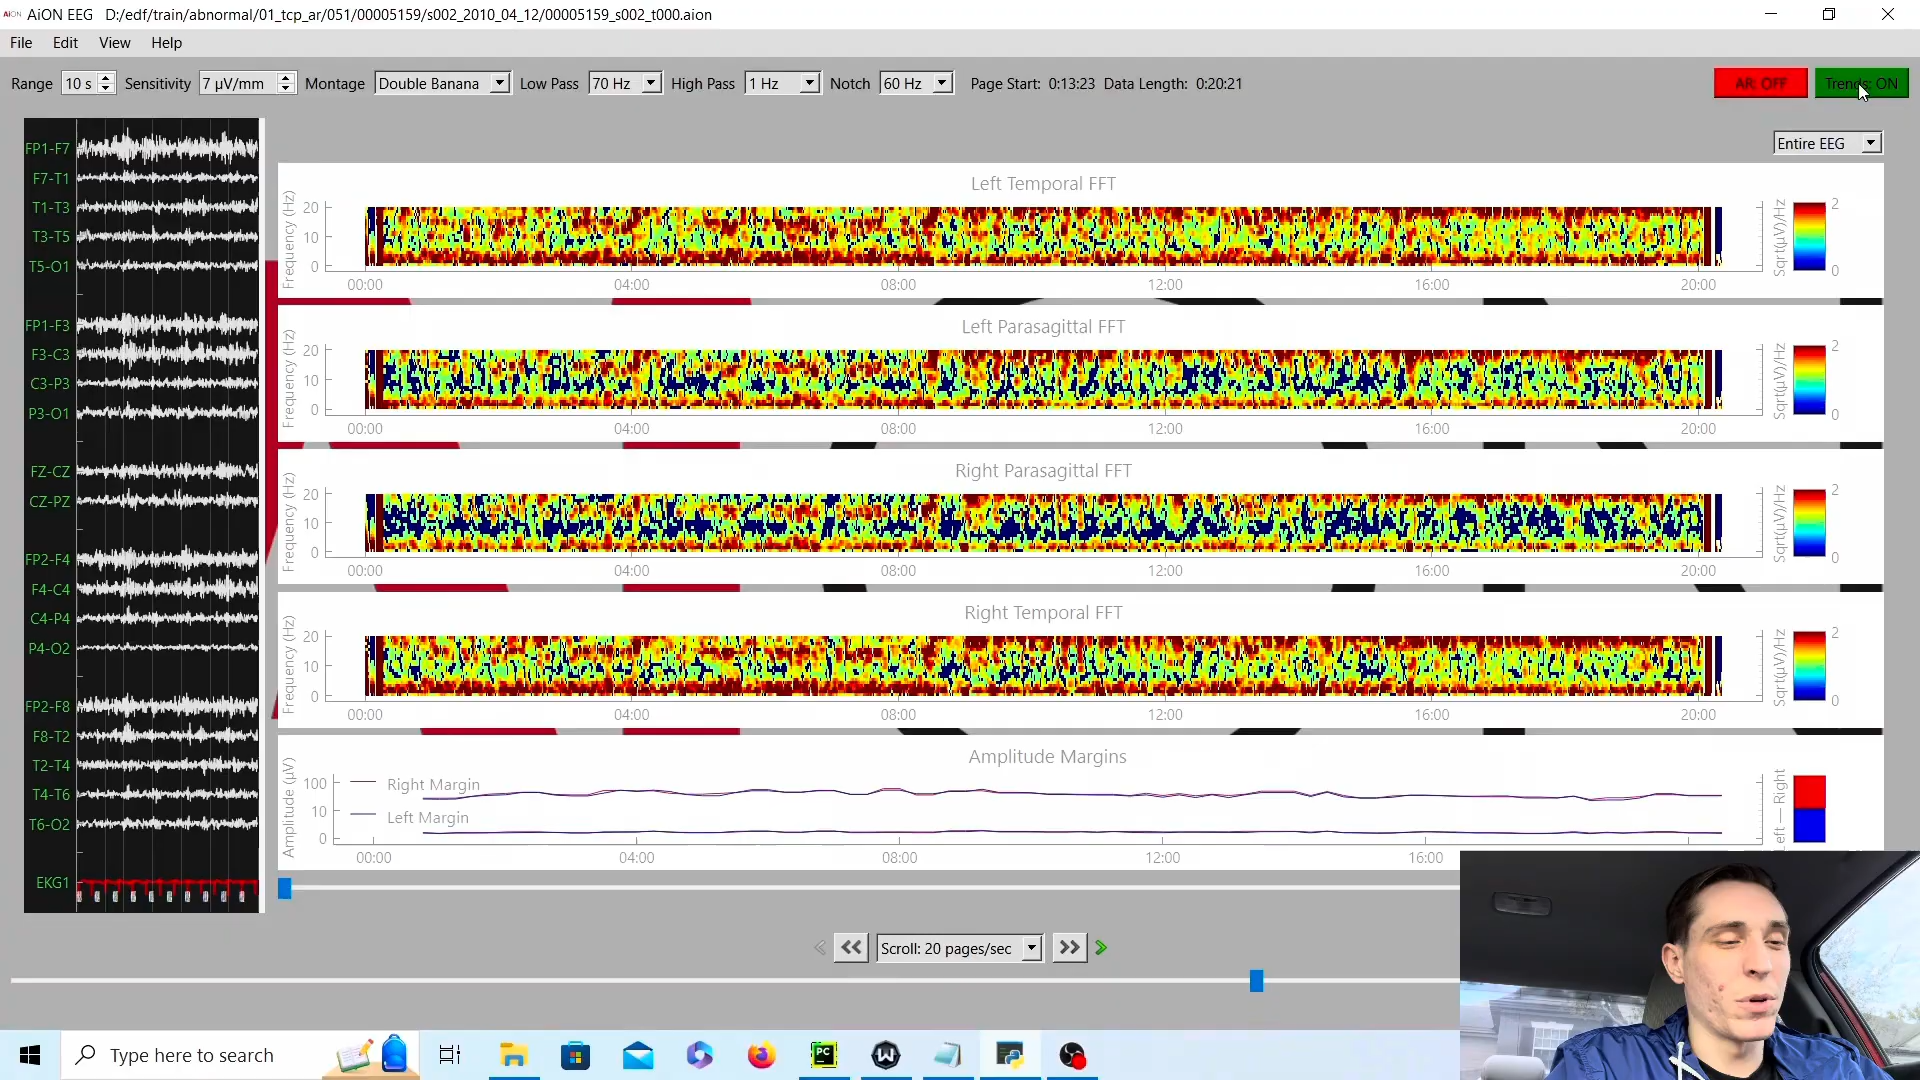 AiON AiON EEG D:/edf/train/abnormal/01_tcp_ar/051/00005159/s002_2010_04_12/00005159_s002_t000.aion
File Edit View Help
Range 10 s Sensitivity 7 µV/mm Montage Double Banana Low Pass 70 Hz High Pass 1 Hz Notch 60 Hz Page Start: 0:13:23 Data Length: 0:20:21 AR: OFF Trends: ON
Entire EEG
FP1-F7
F7-T1
T1-T3
T3-T5
T5-O1
FP1-F3
F3-C3
C3-P3
P3-O1
FZ-CZ
CZ-PZ
FP2-F4
F4-C4
C4-P4
P4-O2
FP2-F8
F8-T2
T2-T4
T4-T6
T6-O2
EKG1
Left Temporal FFT
Frequency (Hz)
20
10
0
00:00 04:00 08:00 12:00 16:00 20:00
Sqrt(µV)/Hz
2
0
Left Parasagittal FFT
Frequency (Hz)
20
10
0
00:00 04:00 08:00 12:00 16:00 20:00
Sqrt(µV)/Hz
2
0
Right Parasagittal FFT
Frequency (Hz)
20
10
0
00:00 04:00 08:00 12:00 16:00 20:00
Sqrt(µV)/Hz
2
0
Right Temporal FFT
Frequency (Hz)
20
10
0
00:00 04:00 08:00 12:00 16:00 20:00
Sqrt(µV)/Hz
2
0
Amplitude Margins
Amplitude (µV)
100
10
0
Right Margin
Left Margin
00:00 04:00 08:00 12:00 16:00
Left — Right
Scroll: 20 pages/sec
Type here to search
PC
W